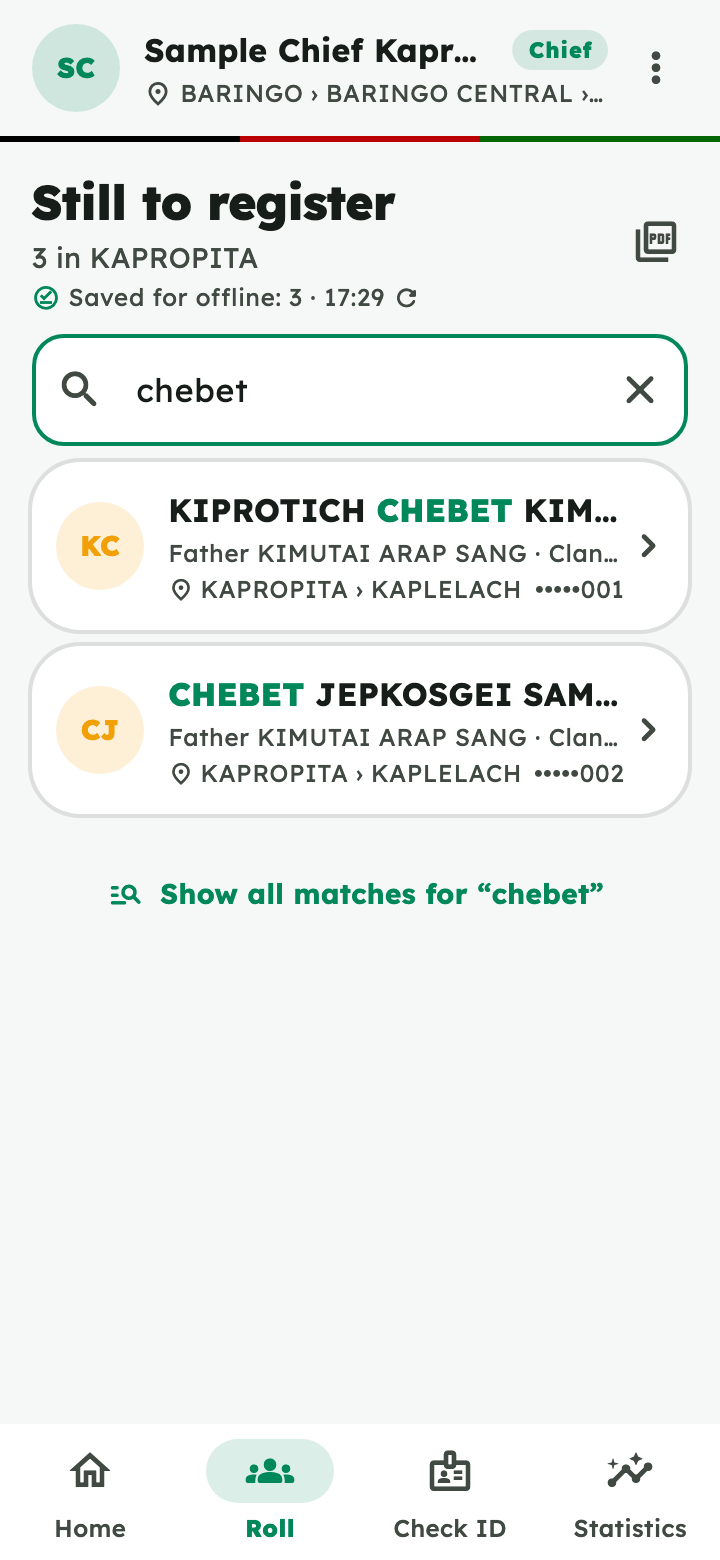 SC
Sample Chief Kapr...
Chief
BARINGO › BARINGO CENTRAL ›...
Still to register
3 in KAPROPITA
PDF
Saved for offline: 3 · 17:29
chebet
KC
KIPROTICH CHEBET KIM...
Father KIMUTAI ARAP SANG · Clan...
KAPROPITA › KAPLELACH •••••001
CJ
CHEBET JEPKOSGEI SAM...
Father KIMUTAI ARAP SANG · Clan...
KAPROPITA › KAPLELACH •••••002
Show all matches for “chebet”
Home
Roll
Check ID
Statistics